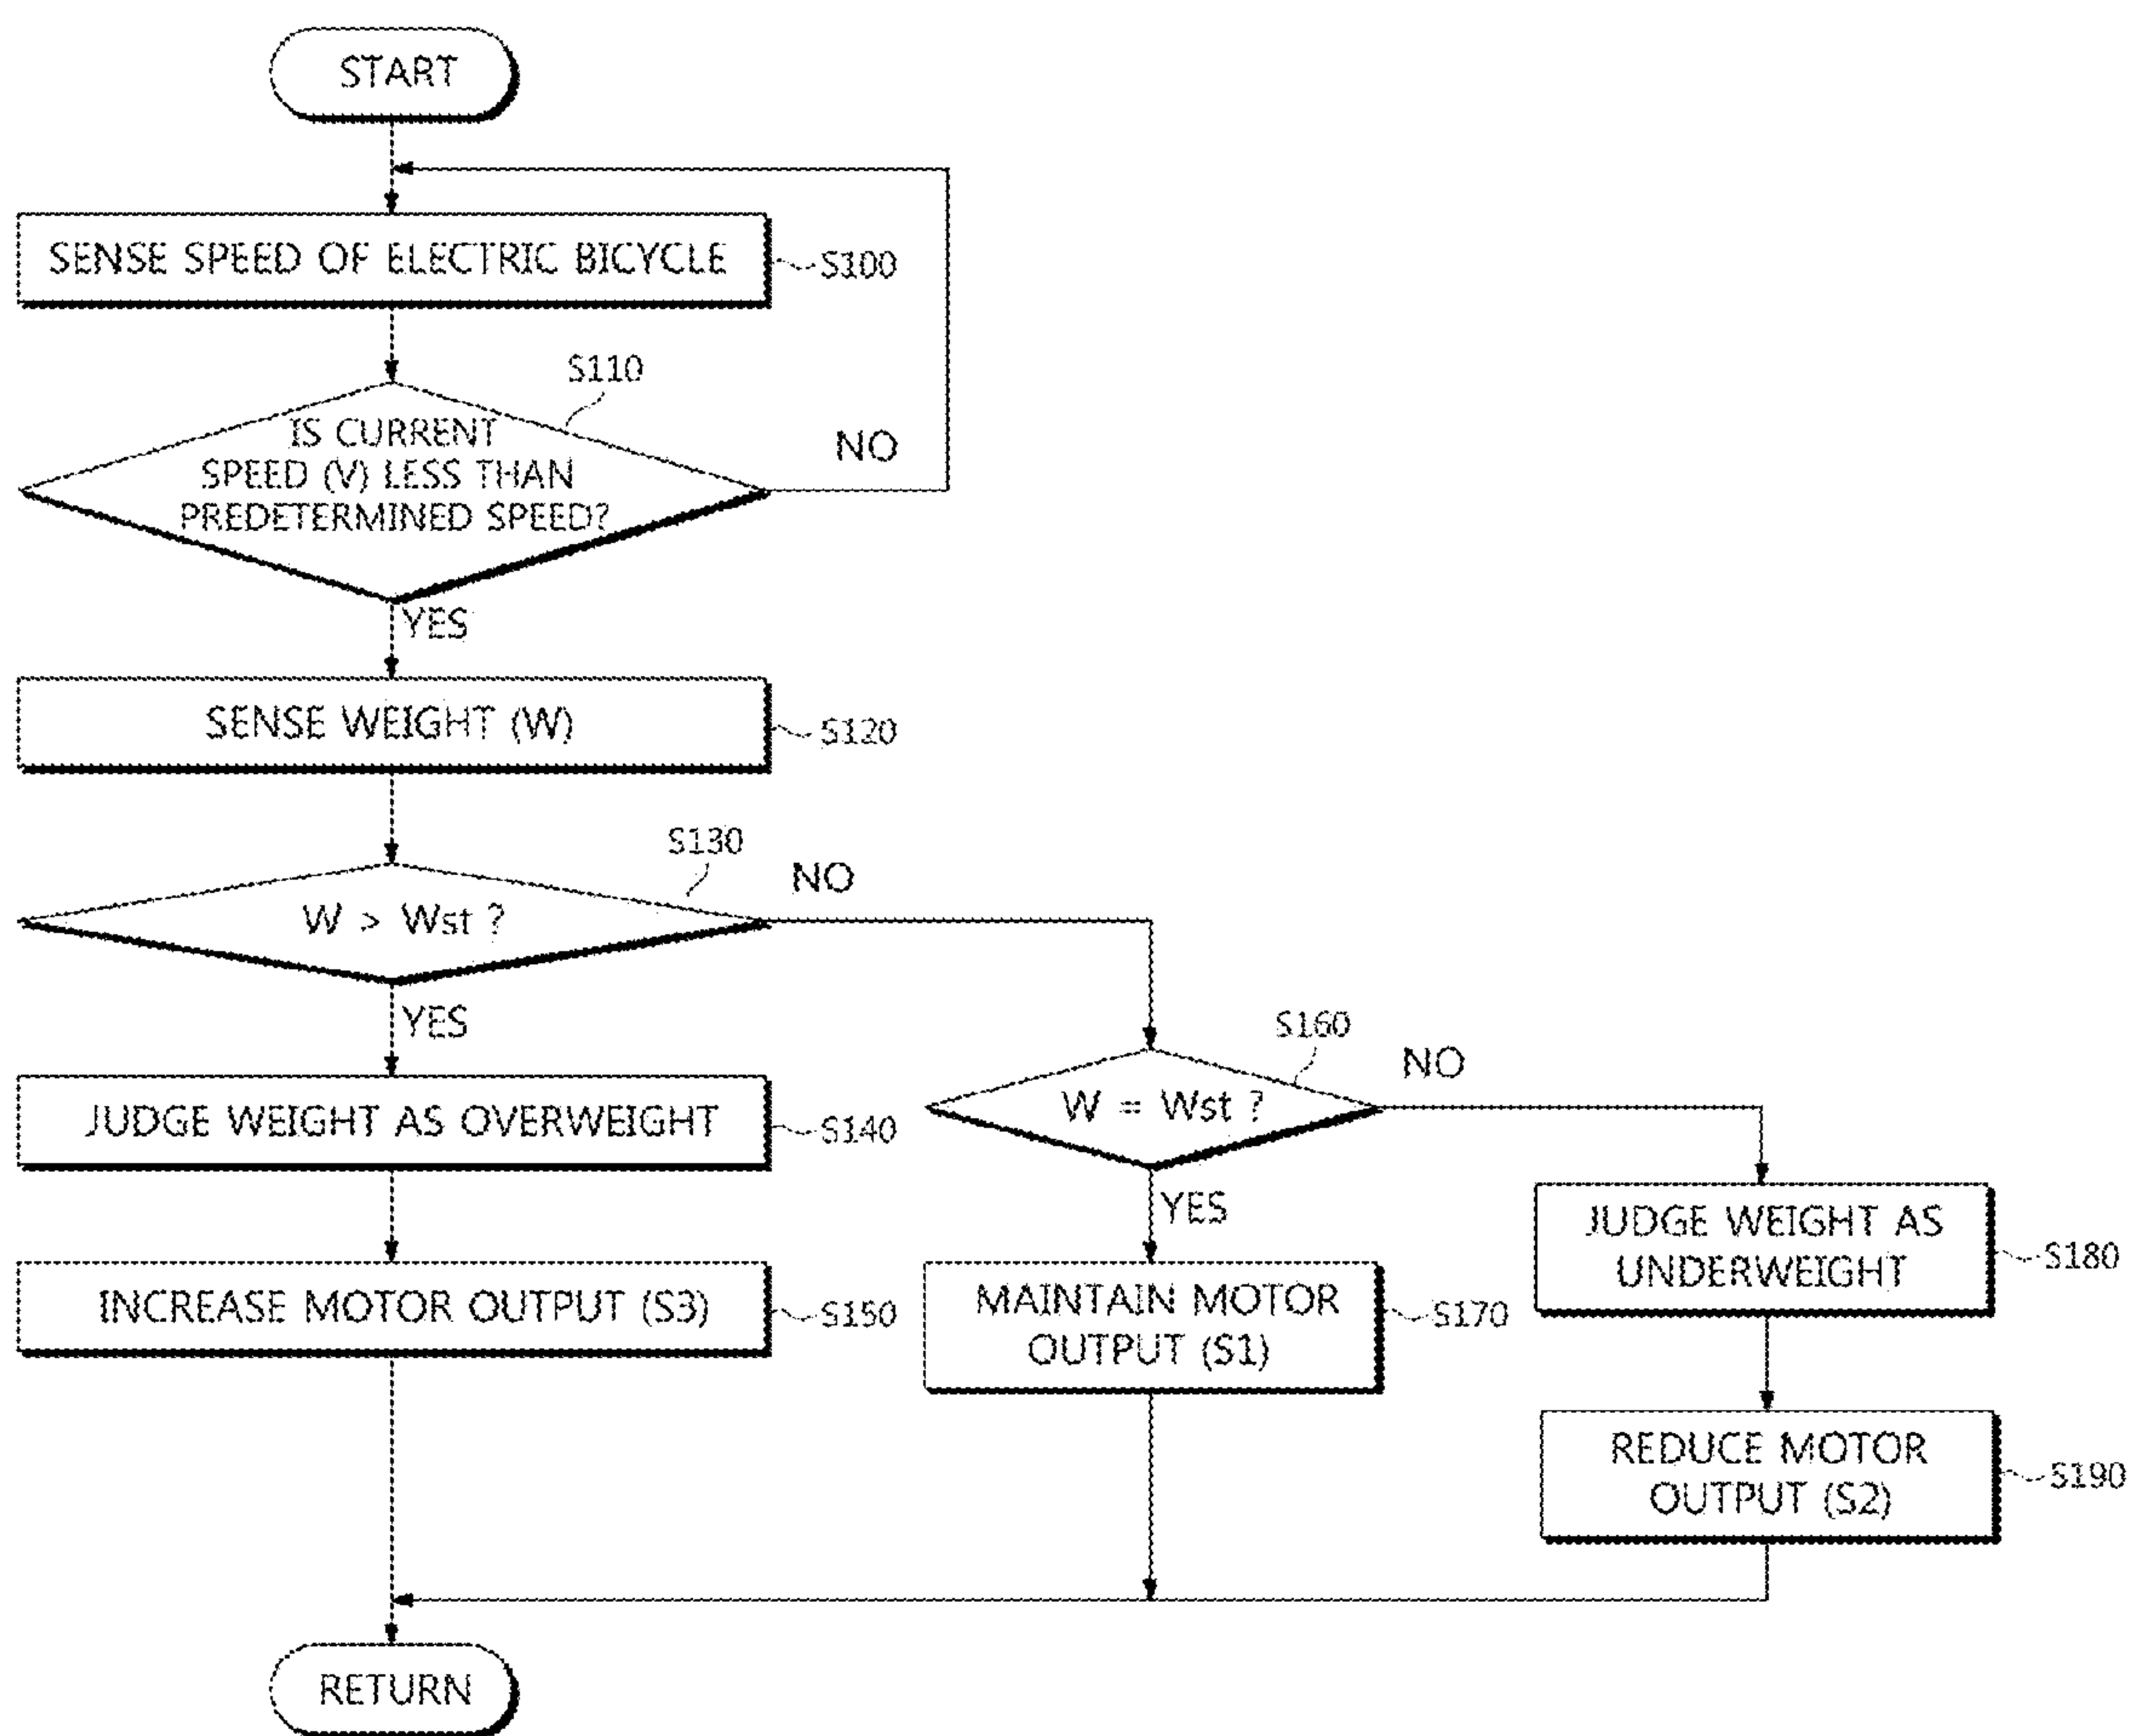 START
SENSE SPEED OF ELECTRIC BICYCLE
S100
S110
IS CURRENT
SPEED (V) LESS THAN
PREDETERMINED SPEED?
NO
YES
SENSE WEIGHT (W)
S120
S130
W > Wst ?
NO
YES
S160
W = Wst ?
NO
YES
JUDGE WEIGHT AS OVERWEIGHT
S140
INCREASE MOTOR OUTPUT (S3)
S150
MAINTAIN MOTOR
OUTPUT (S1)
S170
JUDGE WEIGHT AS
UNDERWEIGHT
S180
REDUCE MOTOR
OUTPUT (S2)
S190
RETURN